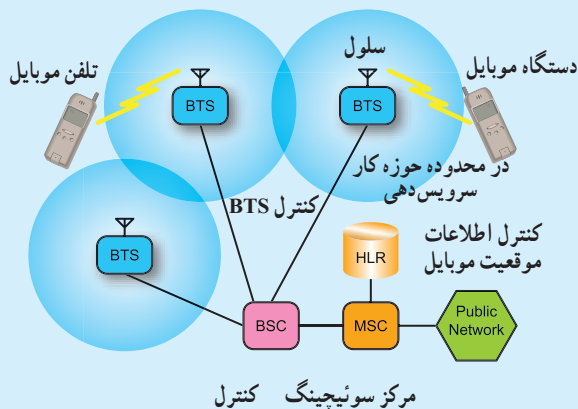 سلول
دستگاه موبایل
تلفن موبایل
BTS
BTS
در محدوده حوزه کار
سرویس‌دهی
کنترل BTS
کنترل اطلاعات
موقعیت موبایل
BTS
HLR
BSC
MSC
Public
Network
مرکز سوئیچینگ
کنترل